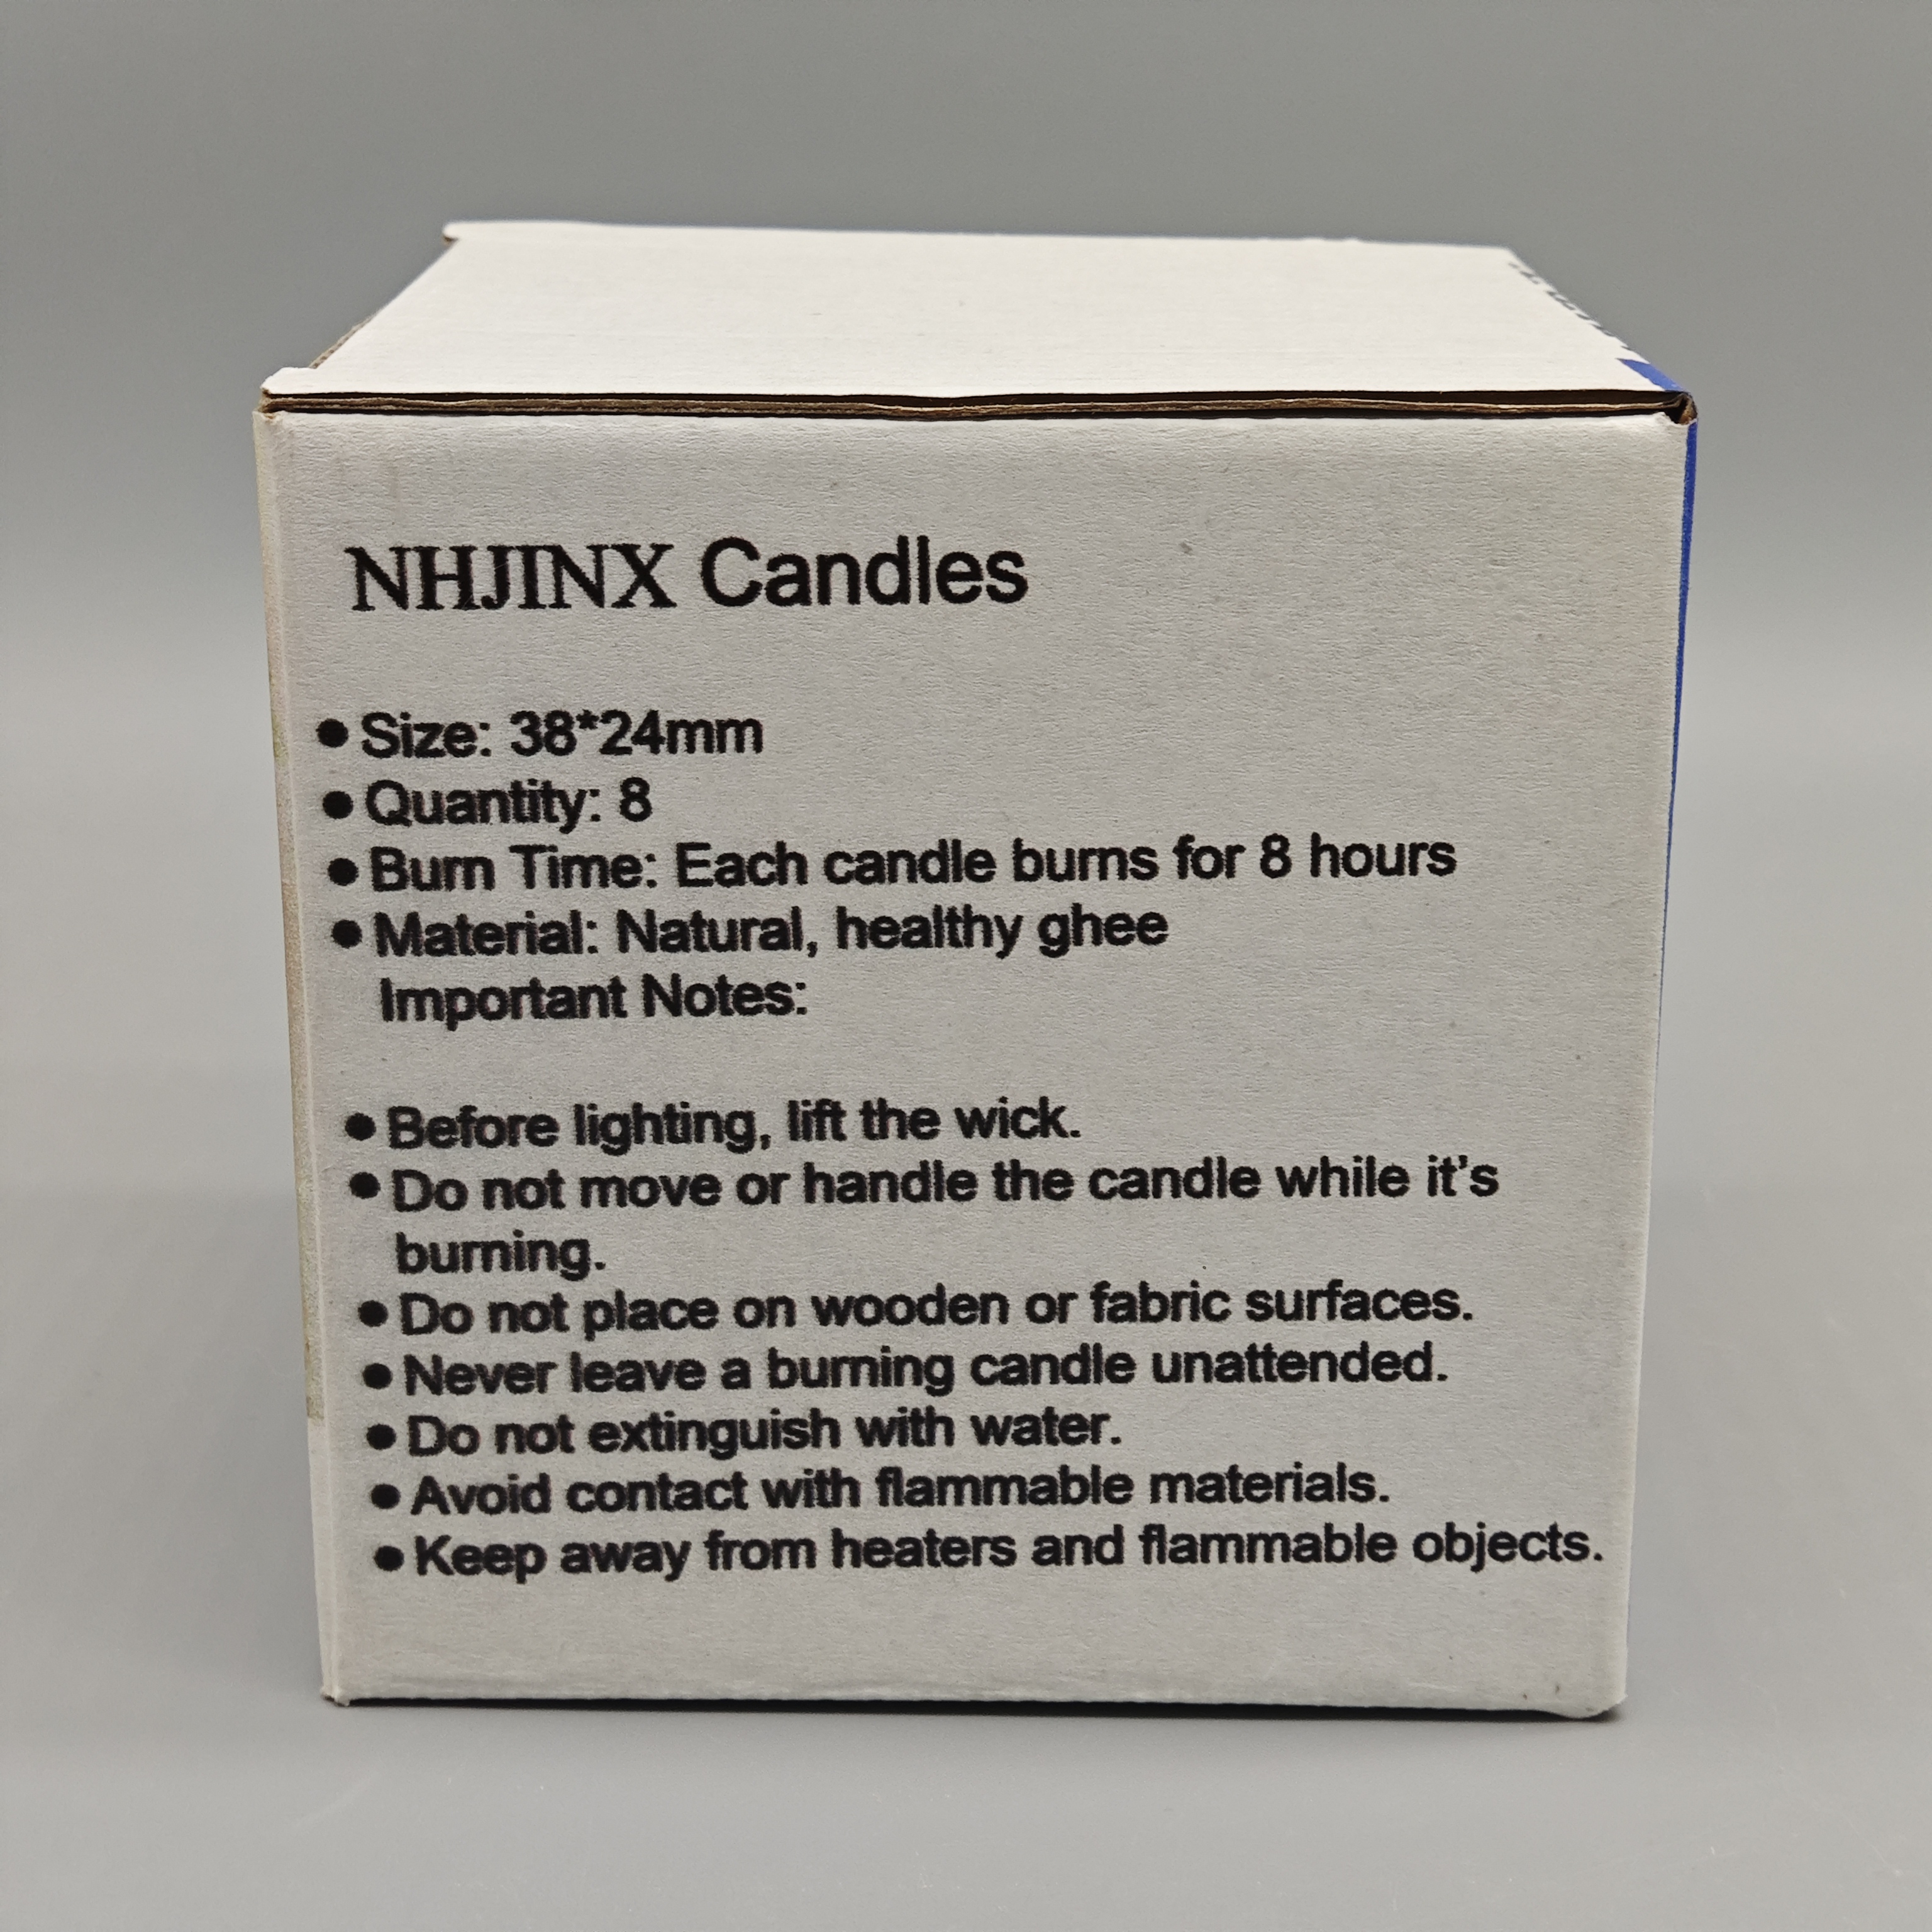 NHJINX Candles
● Size: 38*24mm
● Quantity: 8
● Burn Time: Each candle burns for 8 hours
● Material: Natural, healthy ghee
Important Notes:
● Before lighting, lift the wick.
● Do not move or handle the candle while it's
burning.
● Do not place on wooden or fabric surfaces.
● Never leave a burning candle unattended.
● Do not extinguish with water.
● Avoid contact with flammable materials.
● Keep away from heaters and flammable objects.